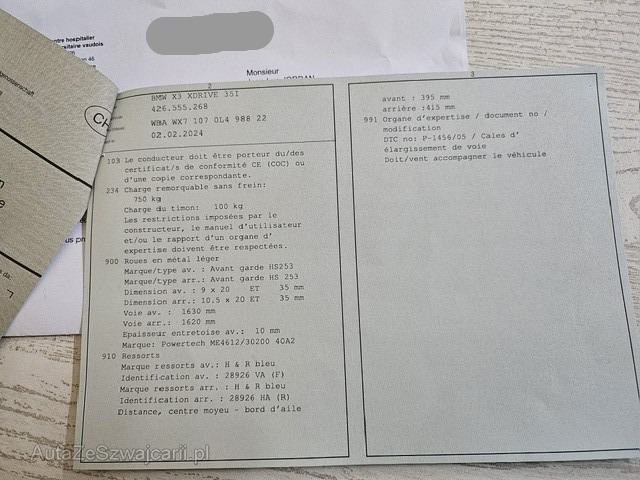 tre hospitalier
sitaire vaudois
Monsieur
2
BMW X3 XDRIVE 35I
426.555.268
WBA WX7 107 0L4 988 22
02.02.2024
103 Le conducteur doit être porteur du/des
certificat/s de conformité CE (COC) ou
d'une copie correspondante.
234 Charge remorquable sans frein:
750 kg
Charge du timon: 100 kg
Les restrictions imposées par le
constructeur, le manuel d'utilisateur
et/ou le rapport d'un organe d'
expertise doivent être respectées.
900 Roues en métal léger
Marque/type av. : Avant garde HS253
Marque/type arr.: Avant garde HS 253
Dimension av. : 9 x 20 ET 35 mm
Dimension arr.: 10.5 x 20 ET 35 mm
Voie av. : 1630 mm
Voie arr.: 1620 mm
Epaisseur entretoise av.: 10 mm
Marque: Powertech ME4612/30200 40A2
910 Ressorts
Marque ressorts av.: H & R bleu
Identification av. : 28926 VA (F)
Marque ressorts arr. : H & R bleu
Identification arr. : 28926 HA (R)
Distance, centre moyeu - bord d'aile
3
avant : 395 mm
arrière :415 mm
991 Organe d'expertise / document no /
modification
DTC no: P-1456/05 / Cales d'
élargissement de voie
Doit/vent accompagner le véhicule
CH
AutaZeSzwajcarii.pl